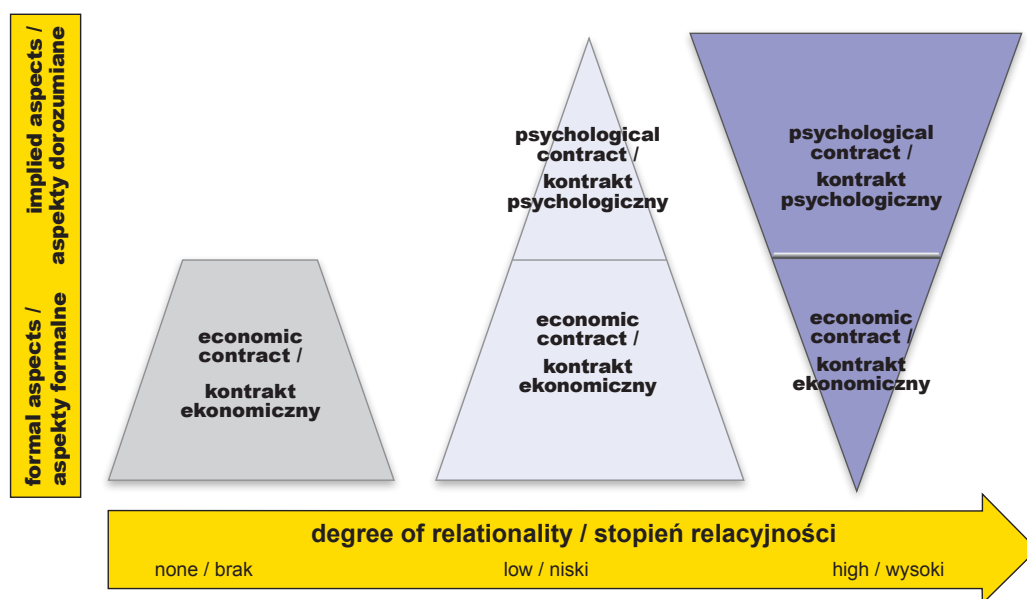 implied aspects /
aspekty dorozumiane
formal aspects /
aspekty formalne
economic
contract /
kontrakt
ekonomiczny
psychological
contract /
kontrakt
psychologiczny
economic
contract /
kontrakt
ekonomiczny
psychological
contract /
kontrakt
psychologiczny
economic
contract /
kontrakt
ekonomiczny
degree of relationality / stopień relacyjności
none / brak
low / niski
high / wysoki